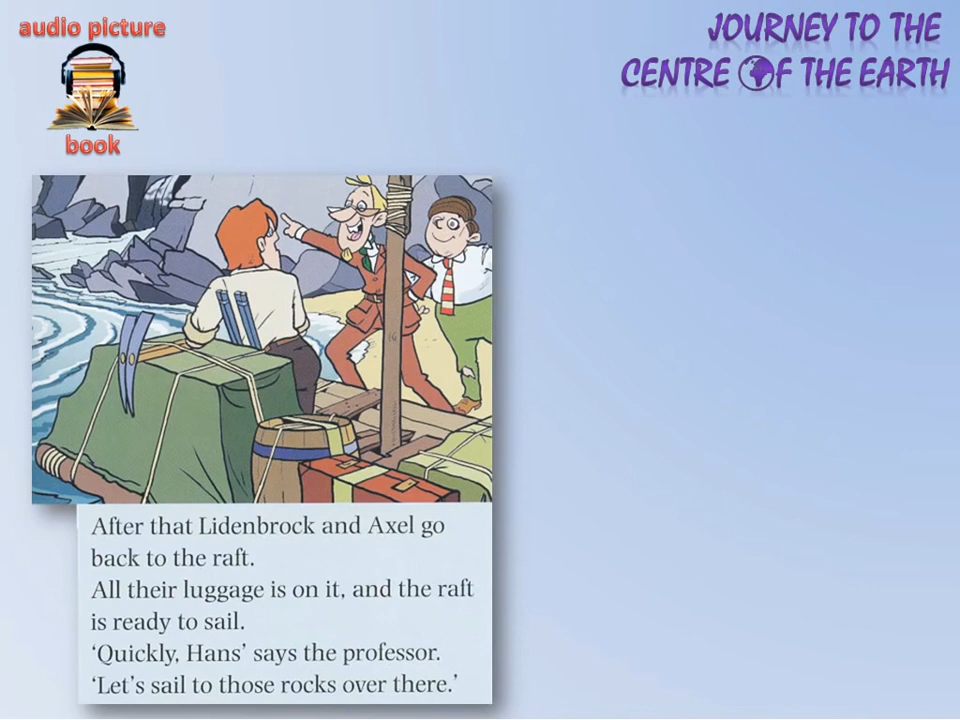 audio picture
book
JOURNEY TO THE
CENTRE OF THE EARTH
After that Lidenbrock and Axel go
back to the raft.
All their luggage is on it, and the raft
is ready to sail.
‘Quickly, Hans’ says the professor.
‘Let’s sail to those rocks over there.’